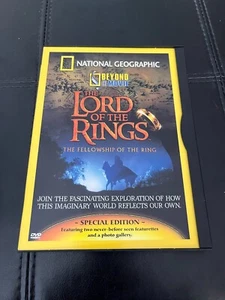 NATIONAL GEOGRAPHIC
BEYOND
THE MOVIE
THE
LORD
OF THE
RINGS
THE FELLOWSHIP OF THE RING
JOIN THE FASCINATING EXPLORATION OF HOW
THIS IMAGINARY WORLD REFLECTS OUR OWN.
~ SPECIAL EDITION ~
Featuring two never-before seen featurettes
and a photo gallery.
DVD